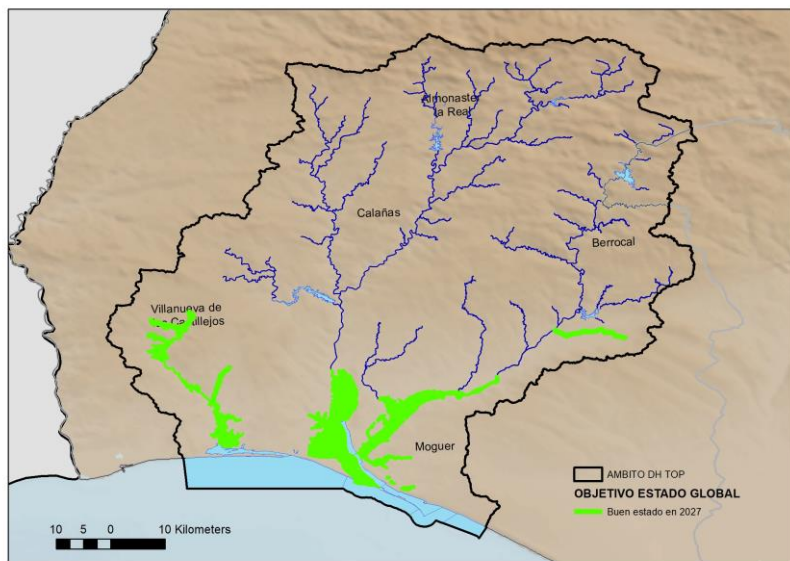 Almonaster
la Real
Calañas
Berrocal
Villanueva de
Castillejos
Moguer
AMBITO DH TOP
OBJETIVO ESTADO GLOBAL
Buen estado en 2027
10 5 0 10 Kilometers